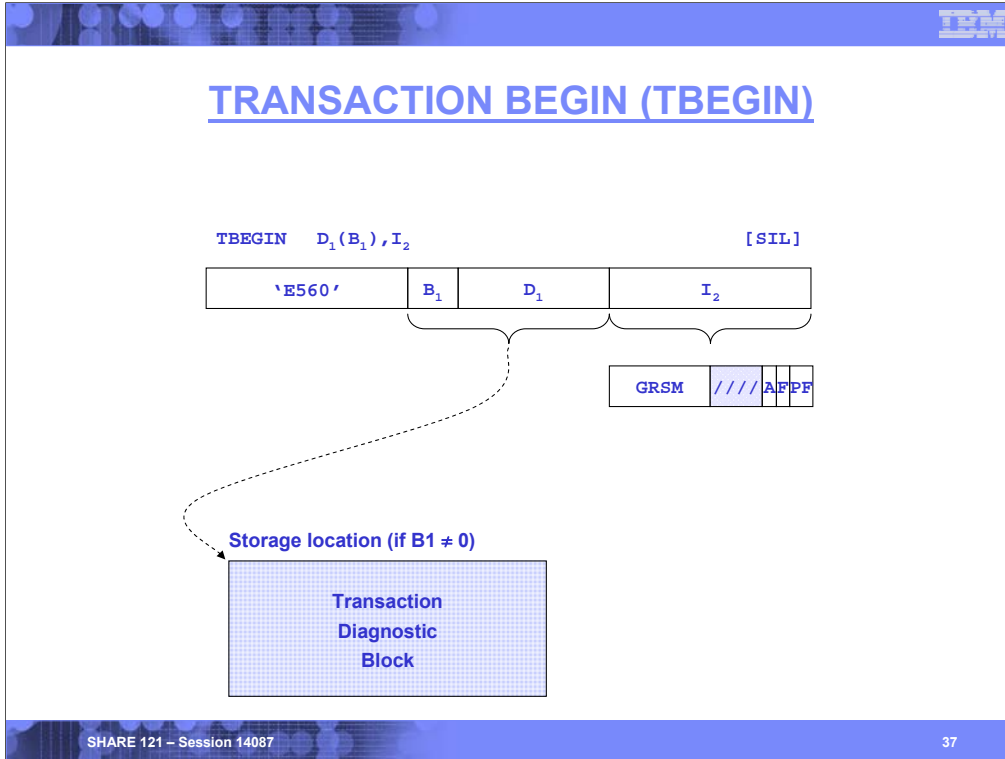 IBM
TRANSACTION BEGIN (TBEGIN)
TBEGIN D1(B1),I2 [SIL]
‘E560’ B1 D1 I2
GRSM //// A F PF
Storage location (if B1 ≠ 0)
Transaction
Diagnostic
Block
SHARE 121 – Session 14087 37